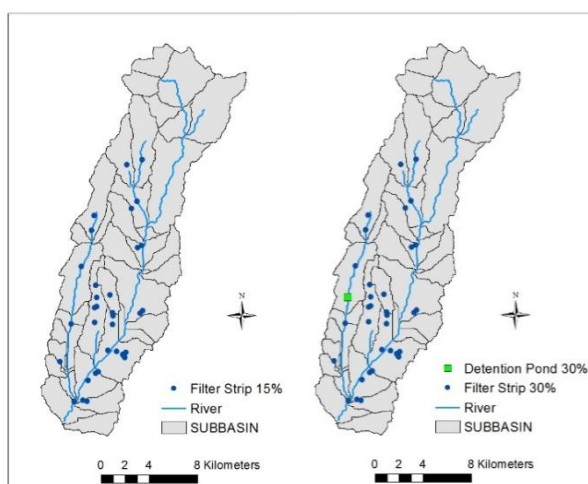 N
Filter Strip 15%
River
SUBBASIN
0 2 4 8 Kilometers
N
Detention Pond 30%
Filter Strip 30%
River
SUBBASIN
0 2 4 8 Kilometers